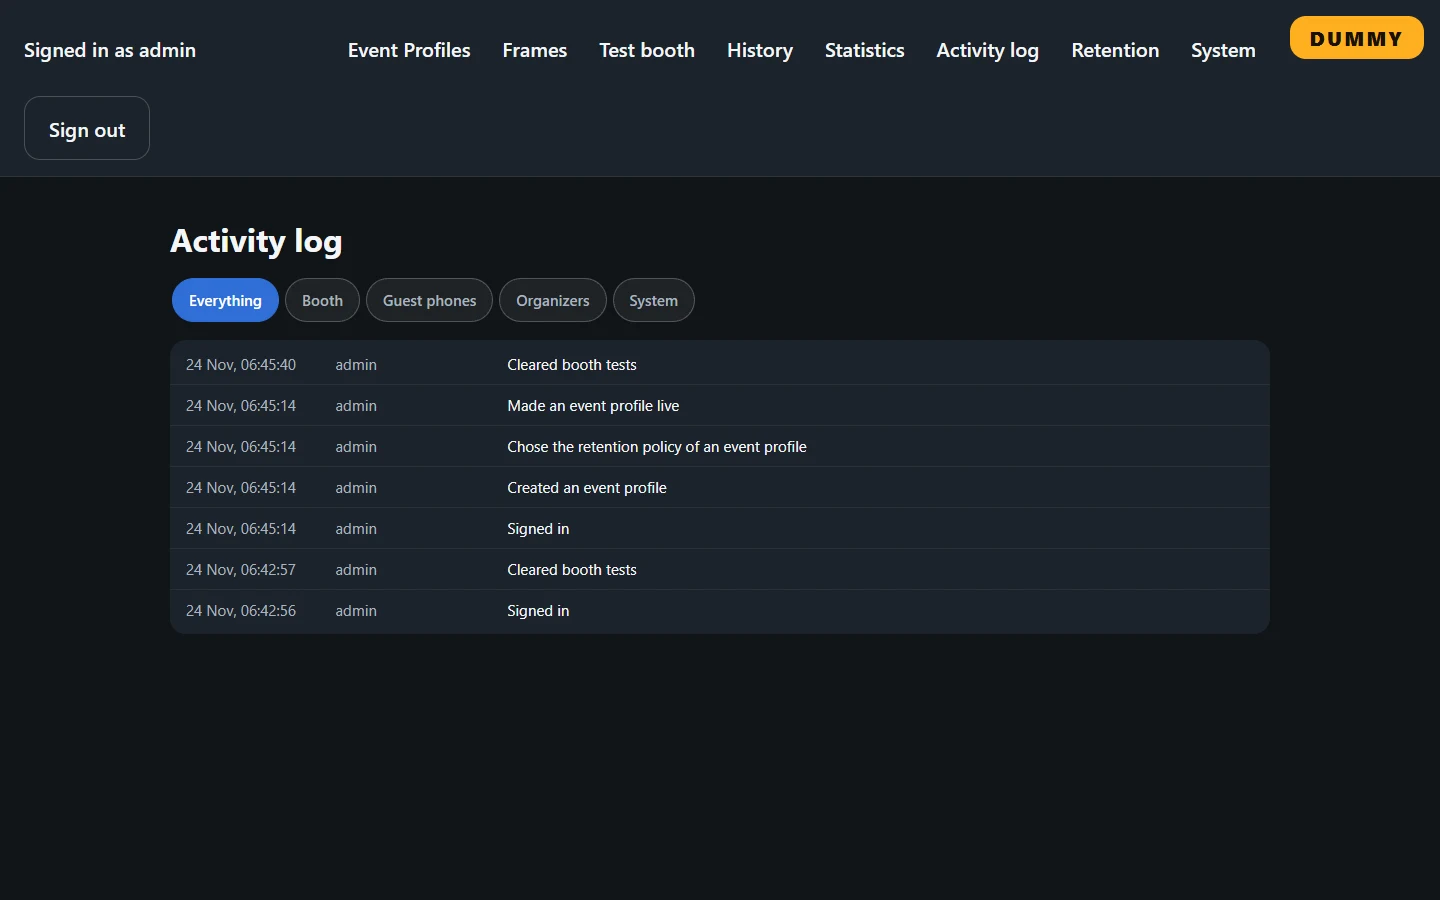 Signed in as admin Event Profiles Frames Test booth History Statistics Activity log Retention System DUMMY
Sign out
Activity log
Everything Booth Guest phones Organizers System
24 Nov, 06:45:40 admin Cleared booth tests
24 Nov, 06:45:14 admin Made an event profile live
24 Nov, 06:45:14 admin Chose the retention policy of an event profile
24 Nov, 06:45:14 admin Created an event profile
24 Nov, 06:45:14 admin Signed in
24 Nov, 06:42:57 admin Cleared booth tests
24 Nov, 06:42:56 admin Signed in